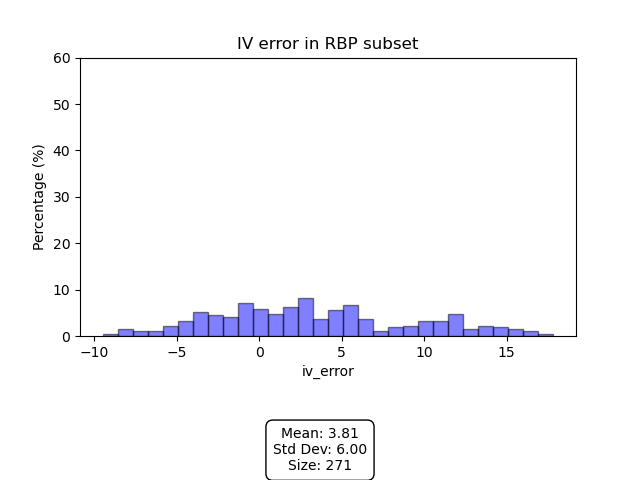 IV error in RBP subset
60
50
40
30
20
10
0
Percentage (%)
−10
−5
0
5
10
15
iv_error
Mean: 3.81
Std Dev: 6.00
Size: 271